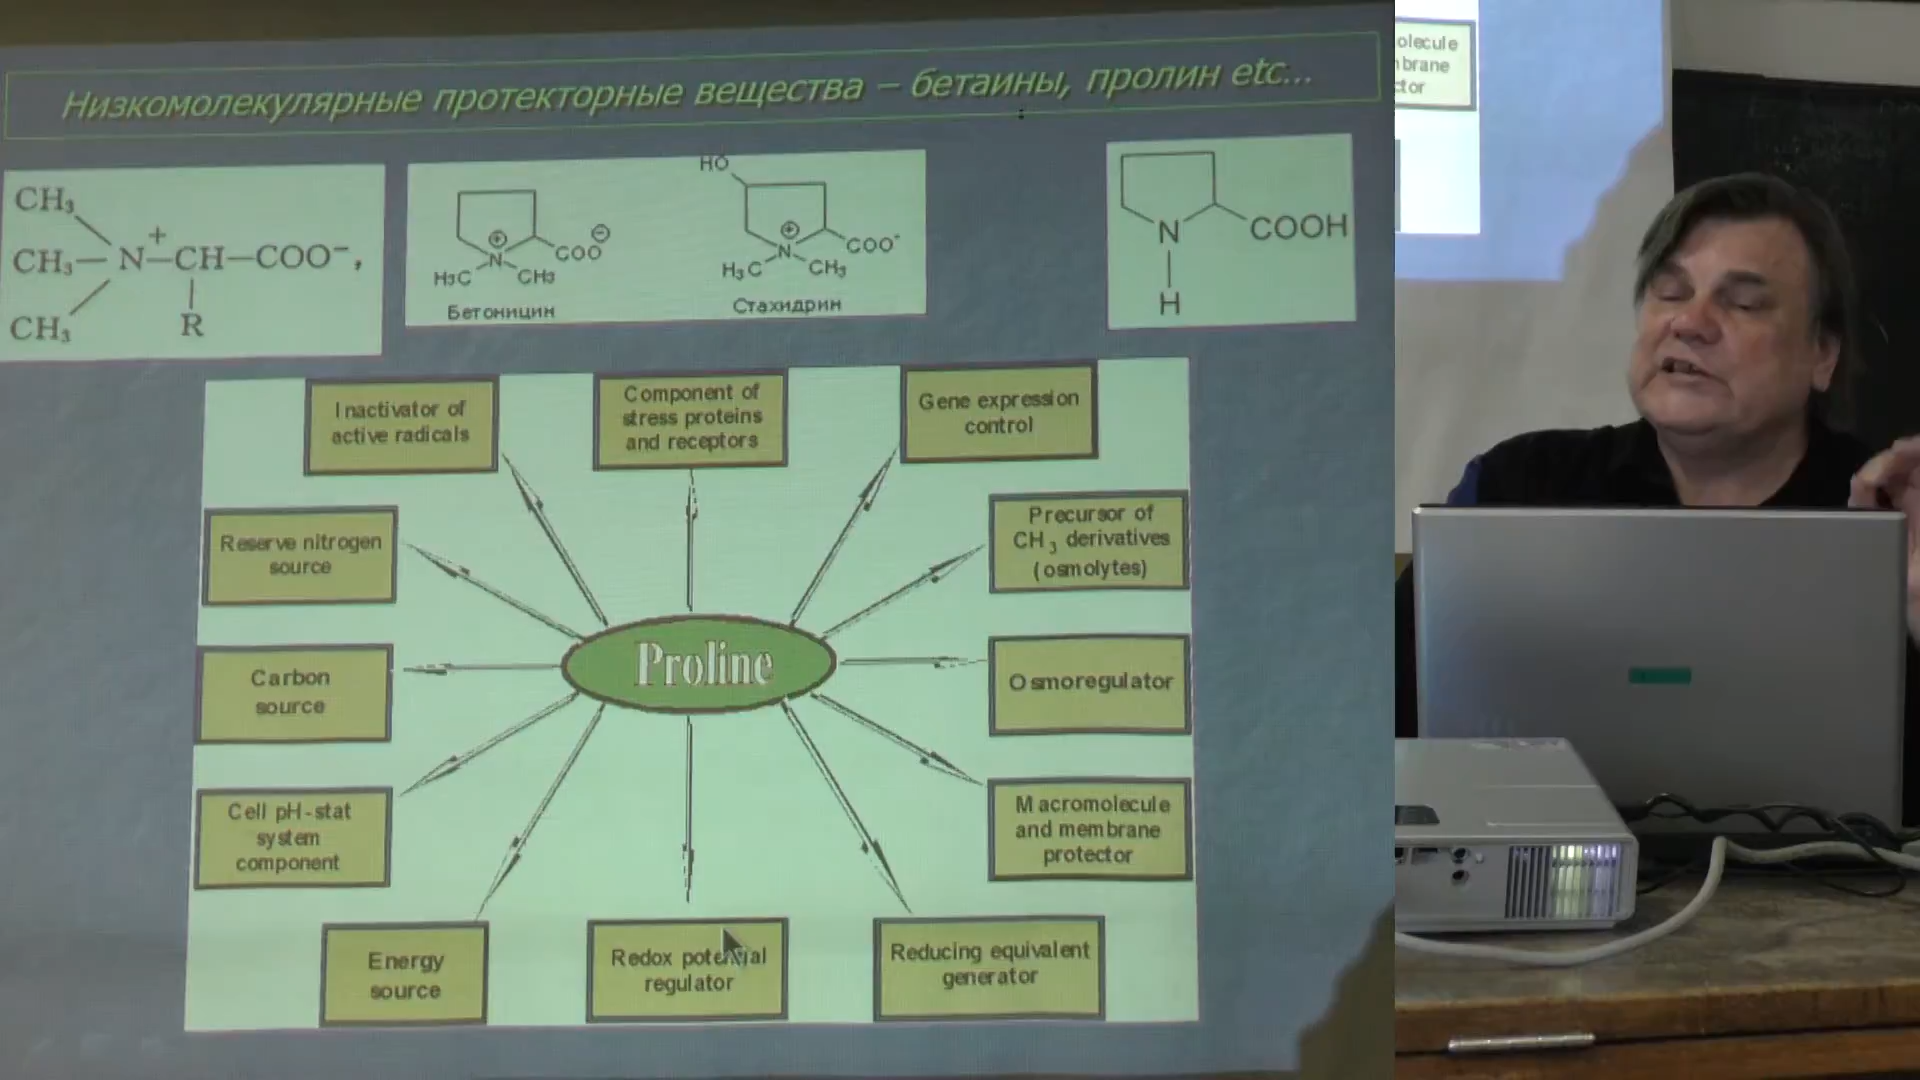 Низкомолекулярные протекторные вещества – бетаины, пролин etc...
CH₃
CH₃—N⁺—CH—COO⁻,
CH₃
R
COO⊖
N⊕
H₃C
CH₃
Бетоницин
HO
COO⁻
N⊕
H₃C
CH₃
Стахидрин
N
COOH
H
Inactivator of
active radicals
Component of
stress proteins
and receptors
Gene expression
control
Reserve nitrogen
source
Precursor of
CH₃ derivatives
(osmolytes)
Carbon
source
Proline
Osmoregulator
Cell pH-stat
system
component
Macromolecule
and membrane
protector
Energy
source
Redox potential
regulator
Reducing equivalent
generator
olecule
brane
ctor